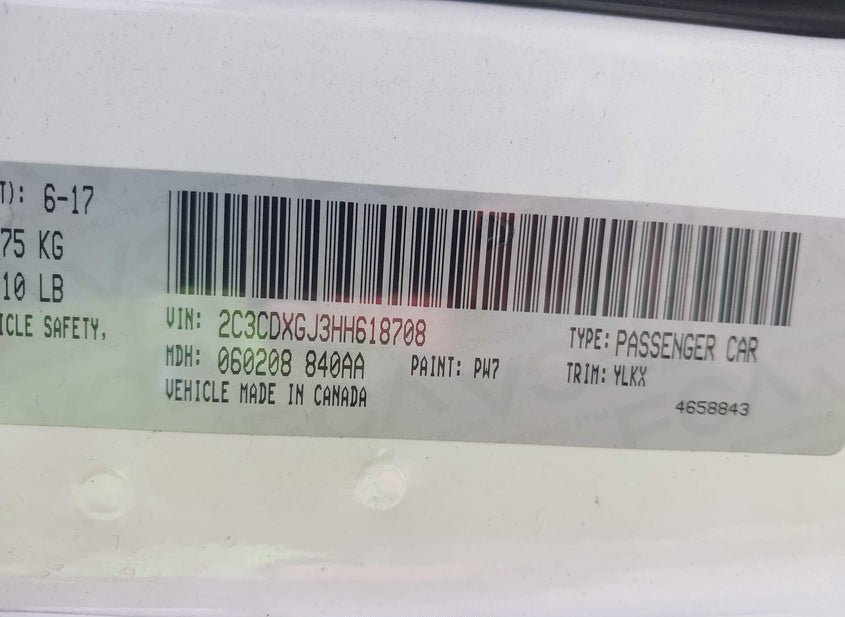 T): 6-17
75 KG
10 LB
ICLE SAFETY,
VIN: 2C3CDXGJ3HH618708
MDH: 060208 840AA
PAINT: PW7
VEHICLE MADE IN CANADA
TYPE: PASSENGER CAR
TRIM: YLKX
4658843